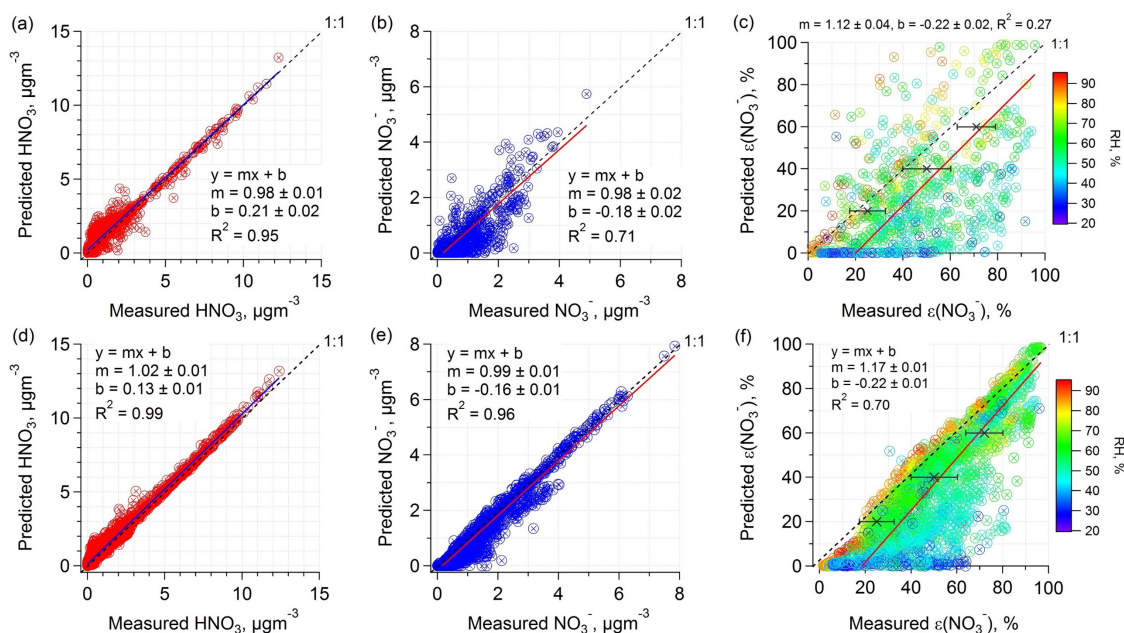 (a)
1:1
15
10
5
0
Predicted HNO₃, µgm⁻³
y = mx + b
m = 0.98 ± 0.01
b = 0.21 ± 0.02
R² = 0.95
0 5 10 15
Measured HNO₃, µgm⁻³
(b)
1:1
8
6
4
2
0
Predicted NO₃⁻, µgm⁻³
y = mx + b
m = 0.98 ± 0.02
b = -0.18 ± 0.02
R² = 0.71
0 2 4 6 8
Measured NO₃⁻, µgm⁻³
(c)
m = 1.12 ± 0.04, b = -0.22 ± 0.02, R² = 0.27
1:1
100
80
60
40
20
0
Predicted ε(NO₃⁻), %
0 20 40 60 80 100
Measured ε(NO₃⁻), %
90
80
70
60
50
40
30
20
RH, %
(d)
1:1
15
10
5
0
Predicted HNO₃, µgm⁻³
y = mx + b
m = 1.02 ± 0.01
b = 0.13 ± 0.01
R² = 0.99
0 5 10 15
Measured HNO₃, µgm⁻³
(e)
1:1
8
6
4
2
0
Predicted NO₃⁻, µgm⁻³
y = mx + b
m = 0.99 ± 0.01
b = -0.16 ± 0.01
R² = 0.96
0 2 4 6 8
Measured NO₃⁻, µgm⁻³
(f)
1:1
100
80
60
40
20
0
Predicted ε(NO₃⁻), %
y = mx + b
m = 1.17 ± 0.01
b = -0.22 ± 0.01
R² = 0.70
0 20 40 60 80 100
Measured ε(NO₃⁻), %
90
80
70
60
50
40
30
20
RH, %